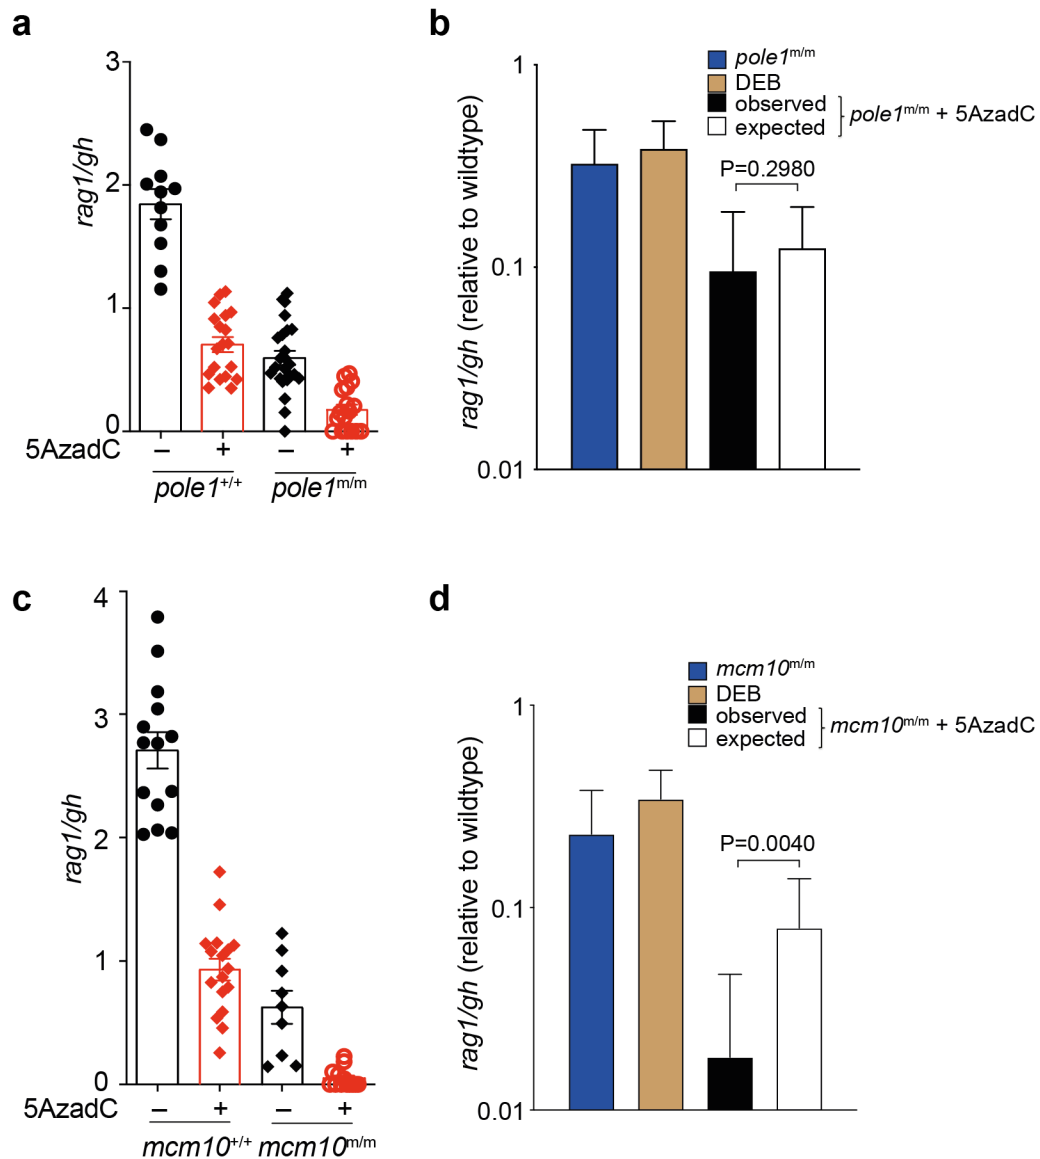 a
rag1/gh
3
2
1
0
5AzadC − + − +
pole1+/+ pole1m/m
b
rag1/gh (relative to wildtype)
1
0.1
0.01
pole1m/m
DEB
observed
expected
pole1m/m + 5AzadC
P=0.2980
c
rag1/gh
4
3
2
1
0
5AzadC − + − +
mcm10+/+ mcm10m/m
d
rag1/gh (relative to wildtype)
1
0.1
0.01
mcm10m/m
DEB
observed
expected
mcm10m/m + 5AzadC
P=0.0040